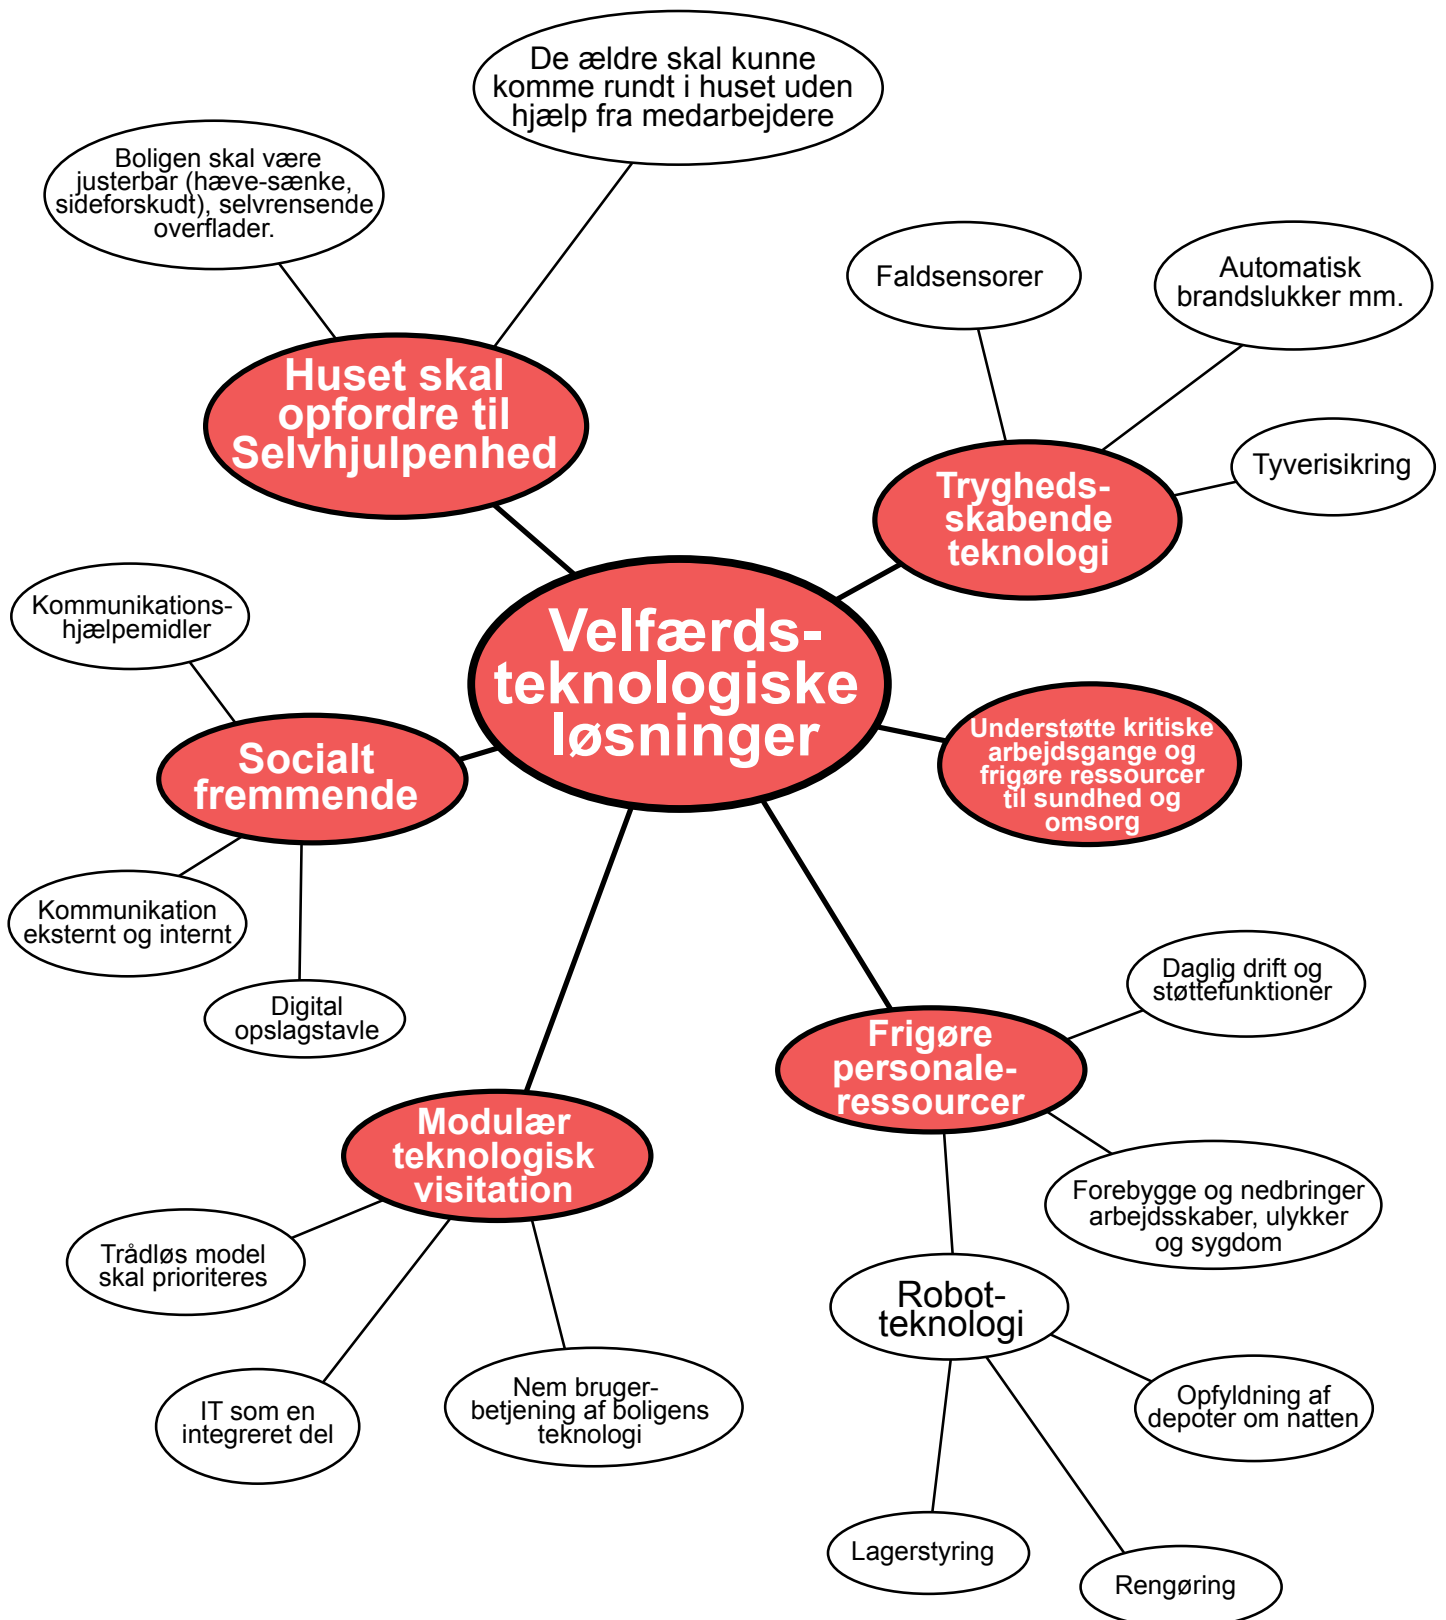 De ældre skal kunne
komme rundt i huset uden
hjælp fra medarbejdere
Boligen skal være
justerbar (hæve-sænke,
sideforskudt), selvrensende
overflader.
Faldsensorer
Automatisk
brandslukker mm.
Huset skal
opfordre til
Selvhjulpenhed
Tyverisikring
Trygheds-
skabende
teknologi
Kommunikations-
hjælpemidler
Velfærds-
teknologiske
løsninger
Understøtte kritiske
arbejdsgange og
frigøre ressourcer
til sundhed og
omsorg
Socialt
fremmende
Kommunikation
eksternt og internt
Digital
opslagstavle
Daglig drift og
støttefunktioner
Frigøre
personale-
ressourcer
Modulær
teknologisk
visitation
Forebygge og nedbringer
arbejdsskaber, ulykker
og sygdom
Trådløs model
skal prioriteres
Robot-
teknologi
Nem bruger-
betjening af boligens
teknologi
IT som en
integreret del
Opfyldning af
depoter om natten
Lagerstyring
Rengøring